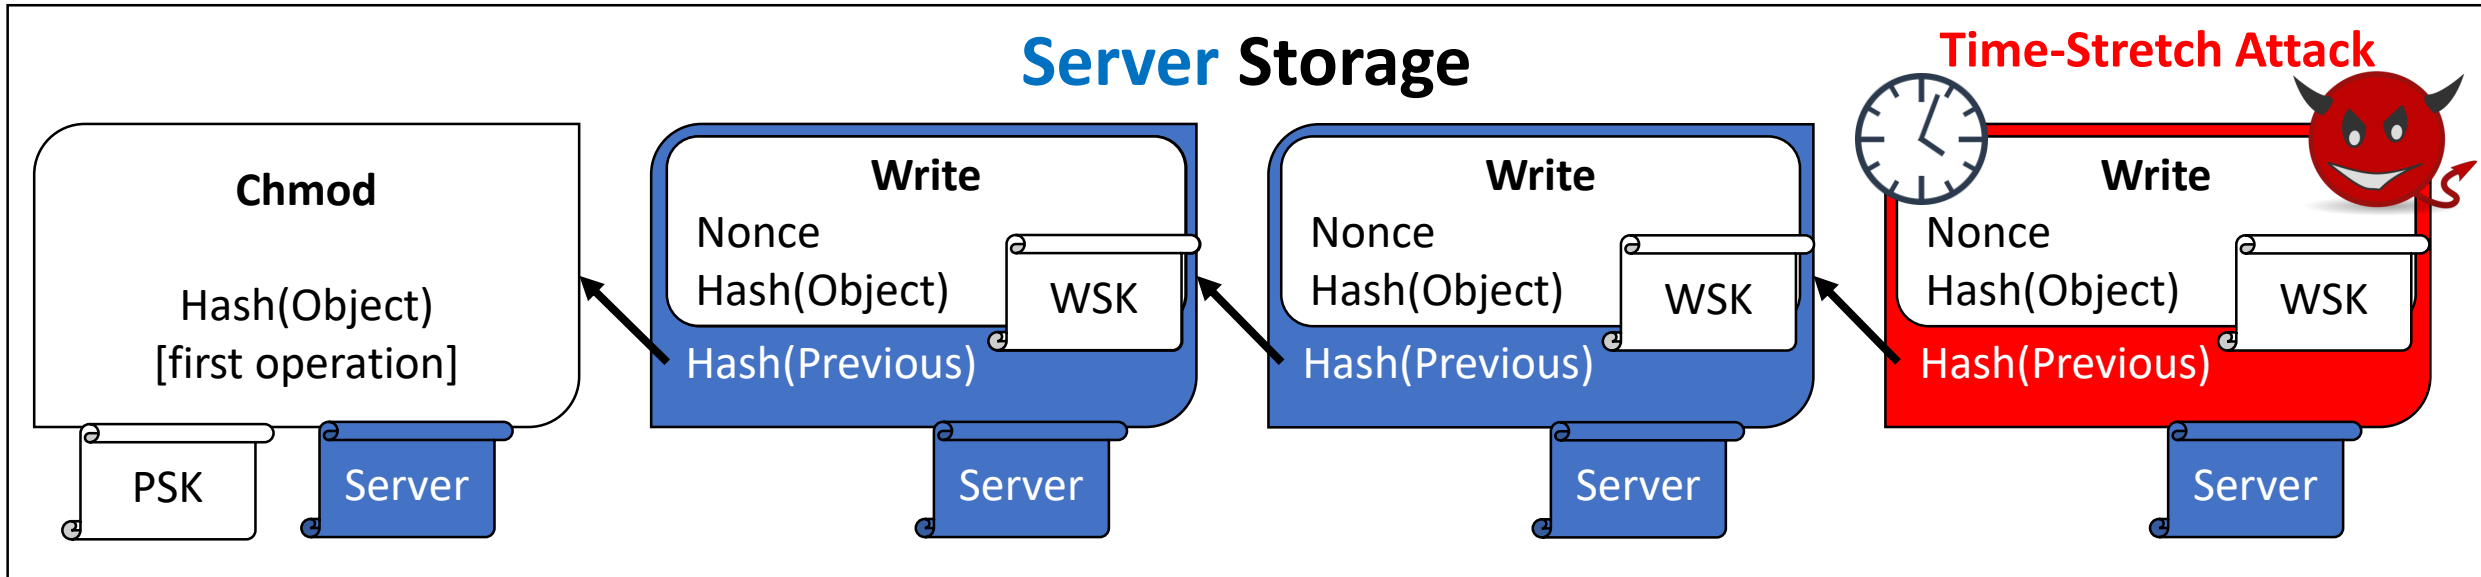 Server Storage
Time-Stretch Attack
Chmod
Hash(Object)
[first operation]
PSK
Server
Write
Nonce
Hash(Object)
WSK
Hash(Previous)
Server
Write
Nonce
Hash(Object)
WSK
Hash(Previous)
Server
Write
Nonce
Hash(Object)
WSK
Hash(Previous)
Server